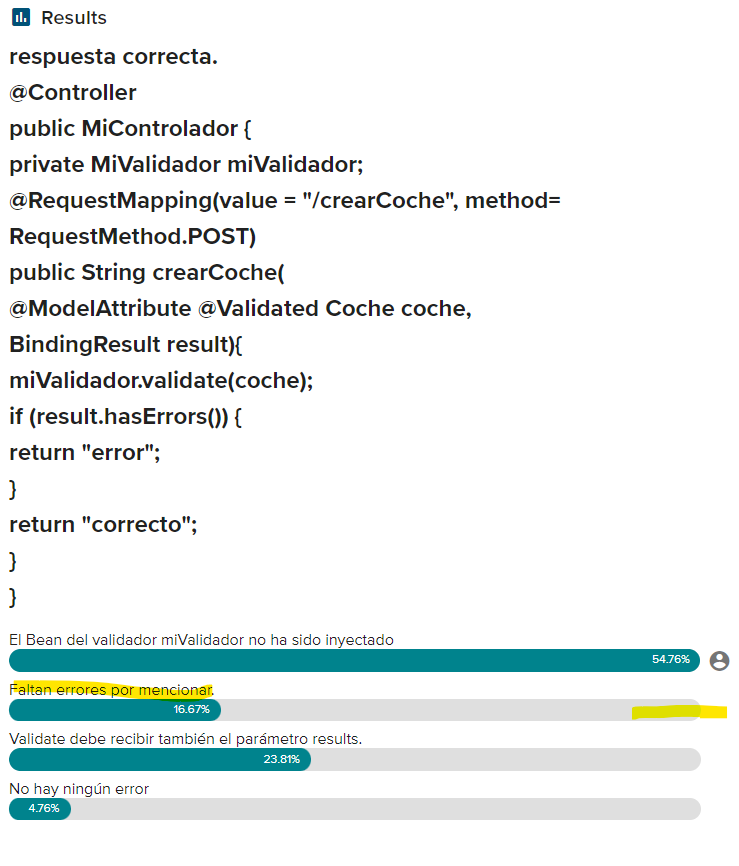 Results
respuesta correcta.
@Controller
public MiControlador {
private MiValidador miValidador;
@RequestMapping(value = "/crearCoche", method=
RequestMethod.POST)
public String crearCoche(
@ModelAttribute @Validated Coche coche,
BindingResult result){
miValidador.validate(coche);
if (result.hasErrors()) {
return "error";
}
return "correcto";
}
}
El Bean del validador miValidador no ha sido inyectado
54.76%
Faltan errores por mencionar.
16.67%
Validate debe recibir también el parámetro results.
23.81%
No hay ningún error
4.76%